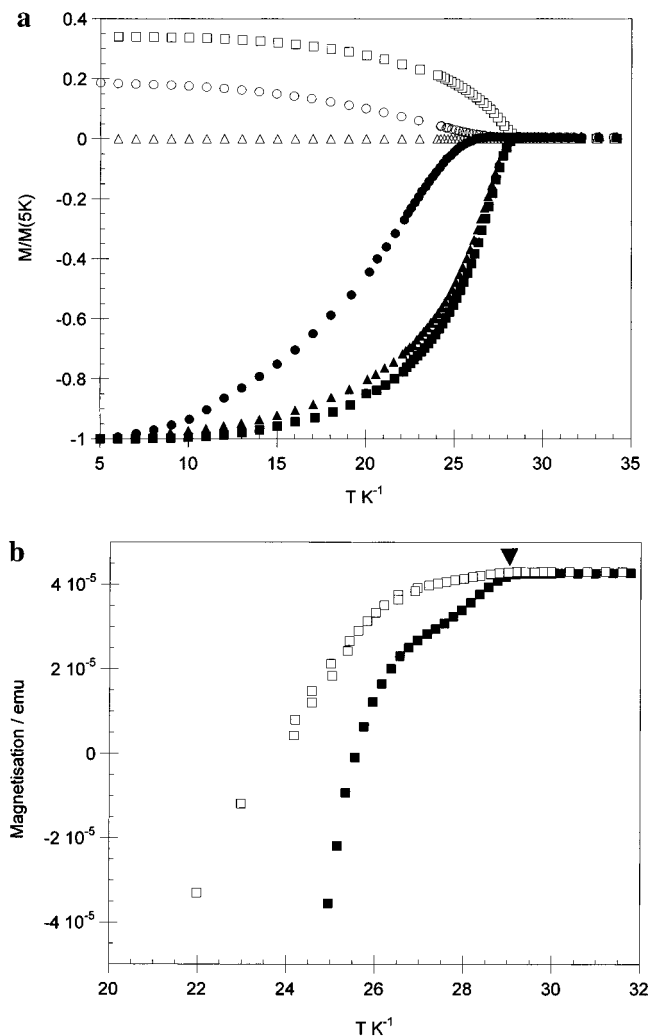 a
0.4
0.2
0
-0.2
-0.4
-0.6
-0.8
-1
M/M(5K)
5 10 15 20 25 30 35
T K⁻¹
b
4 10⁻⁵
2 10⁻⁵
0
-2 10⁻⁵
-4 10⁻⁵
Magnetisation / emu
20 22 24 26 28 30 32
T K⁻¹